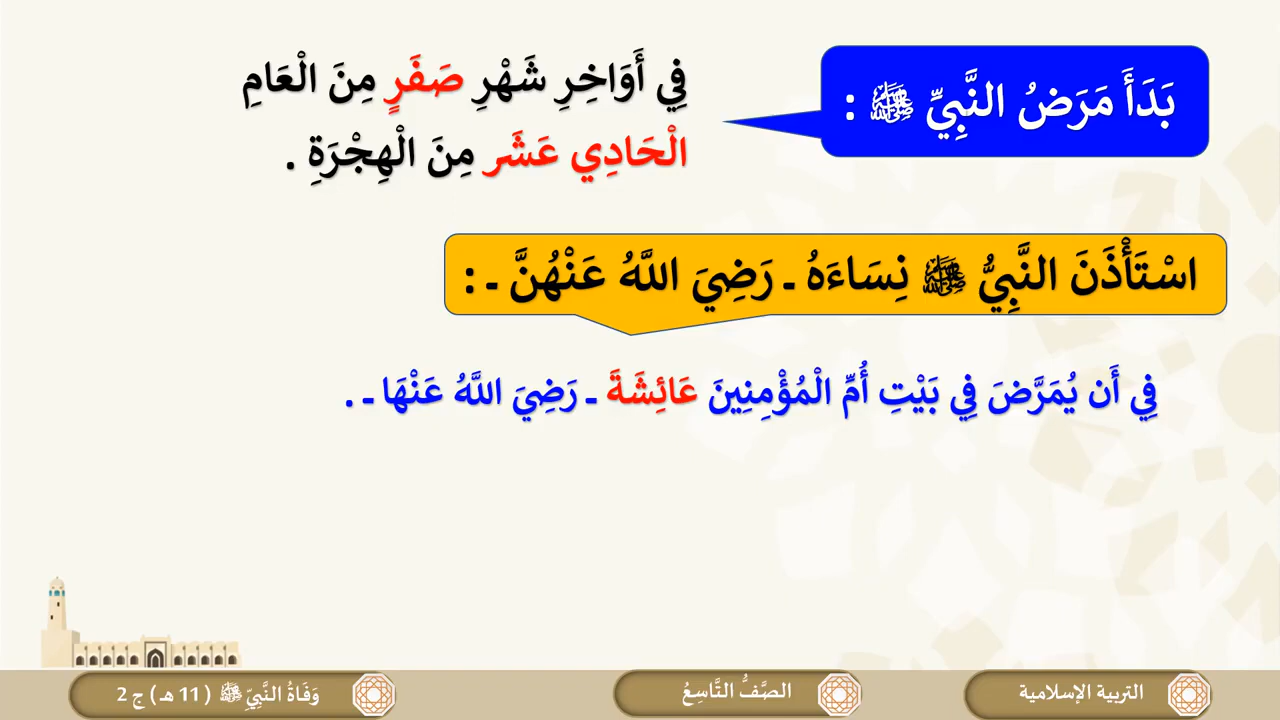 بَدَأَ مَرَضُ النَّبِيِّ ﷺ :
فِي أَوَاخِرِ شَهْرِ صَفَرٍ مِنَ الْعَامِ
الْحَادِي عَشَر مِنَ الْهِجْرَةِ .
اسْتَأْذَنَ النَّبِيُّ ﷺ نِسَاءَهُ ـ رَضِيَ اللَّهُ عَنْهُنَّ ـ :
فِي أَن يُمَرَّضَ فِي بَيْتِ أُمِّ الْمُؤْمِنِينَ عَائِشَةَ ـ رَضِيَ اللَّهُ عَنْهَا ـ .
التربية الإسلامية
الصَّفُّ التَّاسِعُ
وَفَاةُ النَّبِيِّ ﷺ ( 11 هـ ) ج 2